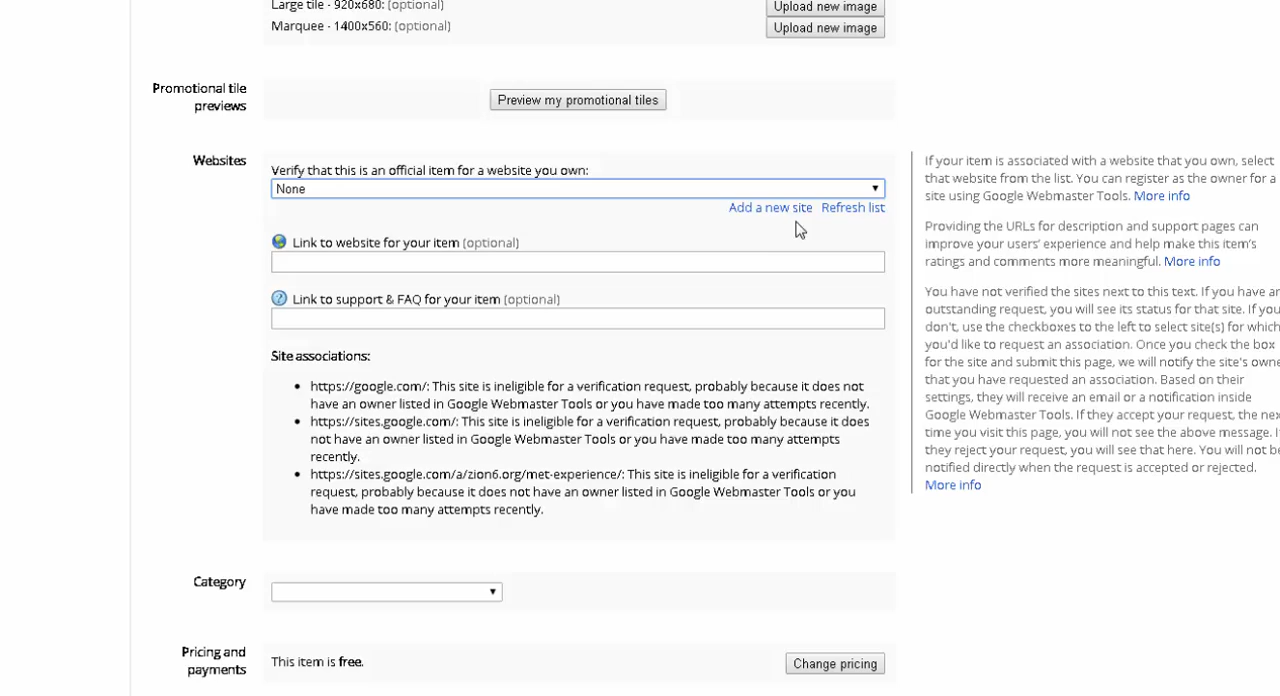 Large tile - 920x680: (optional)
Upload new image
Marquee - 1400x560: (optional)
Upload new image
Promotional tile
previews
Preview my promotional tiles
Websites
Verify that this is an official item for a website you own:
None
Add a new site Refresh list
Link to website for your item (optional)
Link to support & FAQ for your item (optional)
Site associations:
• https://google.com/: This site is ineligible for a verification request, probably because it does not
have an owner listed in Google Webmaster Tools or you have made too many attempts recently.
• https://sites.google.com/: This site is ineligible for a verification request, probably because it does
not have an owner listed in Google Webmaster Tools or you have made too many attempts
recently.
• https://sites.google.com/a/zion6.org/met-experience/: This site is ineligible for a verification
request, probably because it does not have an owner listed in Google Webmaster Tools or you
have made too many attempts recently.
If your item is associated with a website that you own, select
that website from the list. You can register as the owner for a
site using Google Webmaster Tools. More info
Providing the URLs for description and support pages can
improve your users' experience and help make this item's
ratings and comments more meaningful. More info
You have not verified the sites next to this text. If you have an
outstanding request, you will see its status for that site. If you
don't, use the checkboxes to the left to select site(s) for which
you'd like to request an association. Once you check the box
for the site and submit this page, we will notify the site's owne
that you have requested an association. Based on their
settings, they will receive an email or a notification inside
Google Webmaster Tools. If they accept your request, the nex
time you visit this page, you will not see the above message. I
they reject your request, you will see that here. You will not be
notified directly when the request is accepted or rejected.
More info
Category
Pricing and
payments
This item is free.
Change pricing